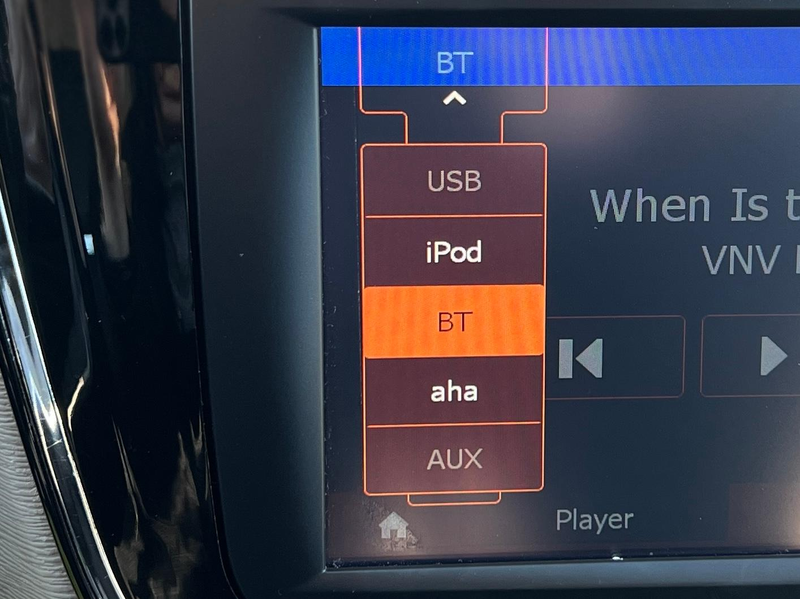 BT
USB
iPod
BT
aha
AUX
When Is t
VNV
Player